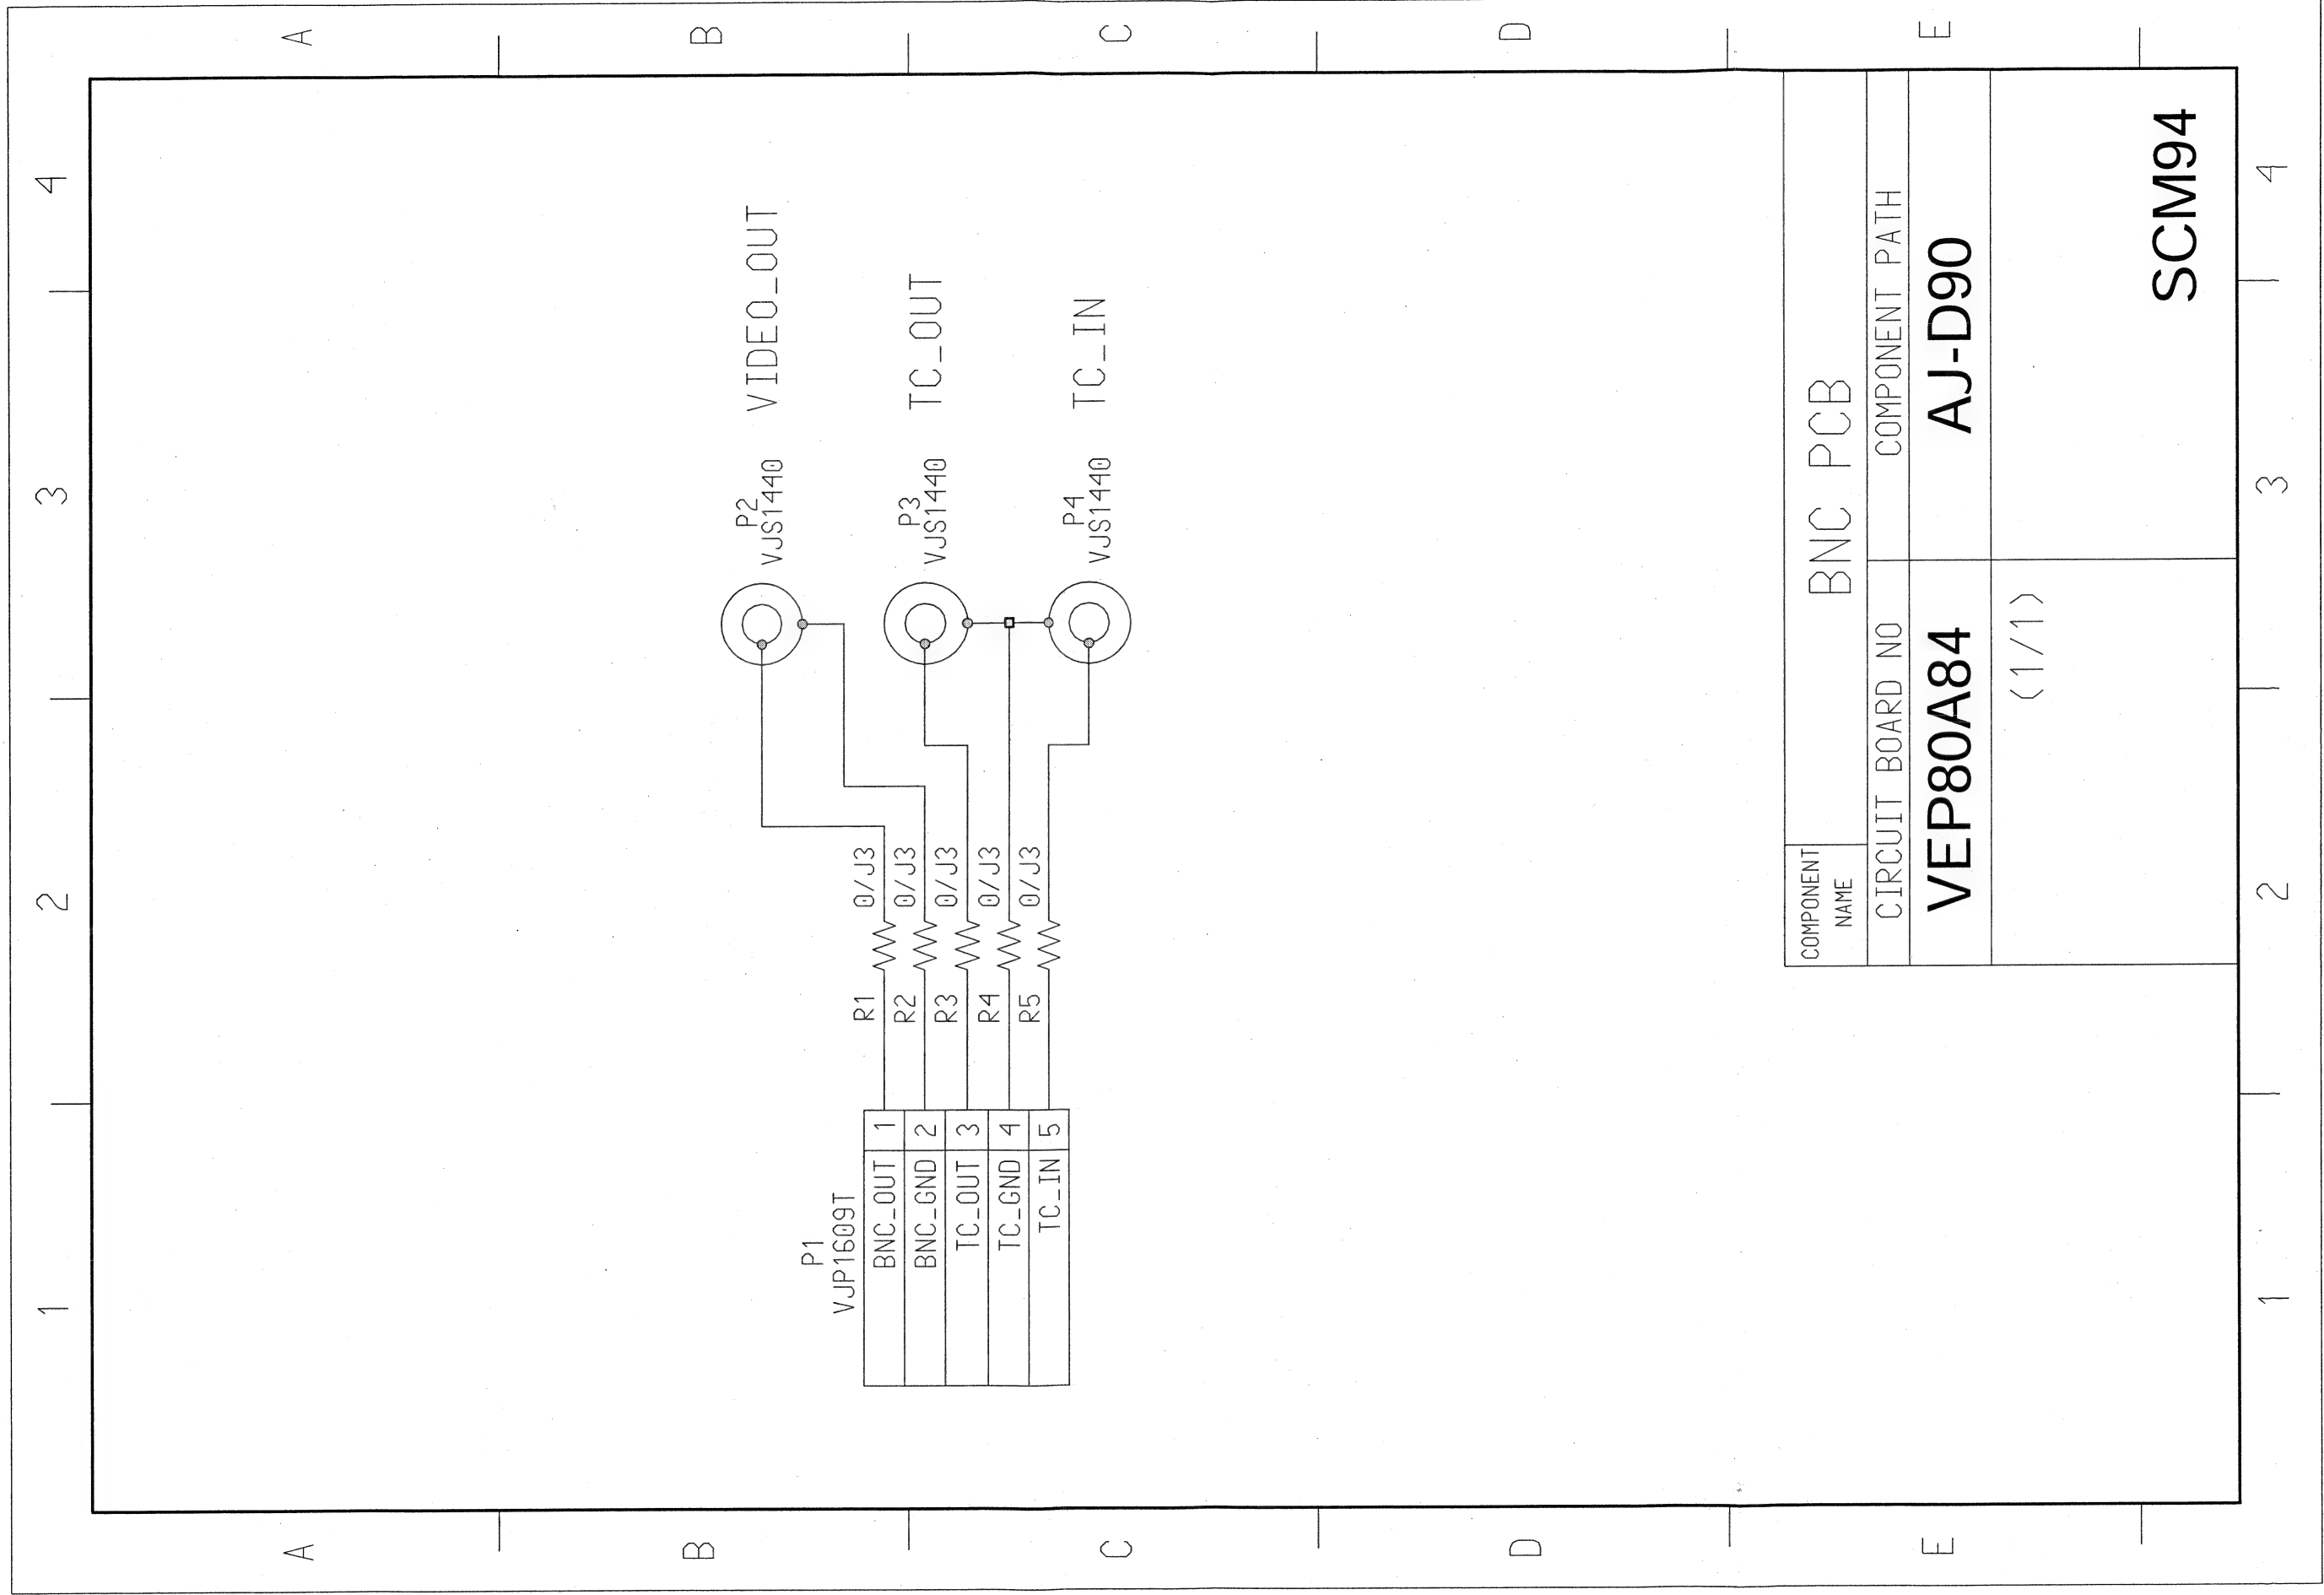 1 2 3 4
A A
B B
C C
D D
E E
P1
VJP1609T
BNC_OUT 1
BNC_GND 2
TC_OUT 3
TC_GND 4
TC_IN 5
R1 0/J3
R2 0/J3
R3 0/J3
R4 0/J3
R5 0/J3
P2
VJS1440 VIDEO_OUT
P3
VJS1440 TC_OUT
P4
VJS1440 TC_IN
COMPONENT
NAME
BNC PCB
CIRCUIT BOARD NO COMPONENT PATH
VEP80A84 AJ-D90
(1/1)
SCM94
1 2 3 4